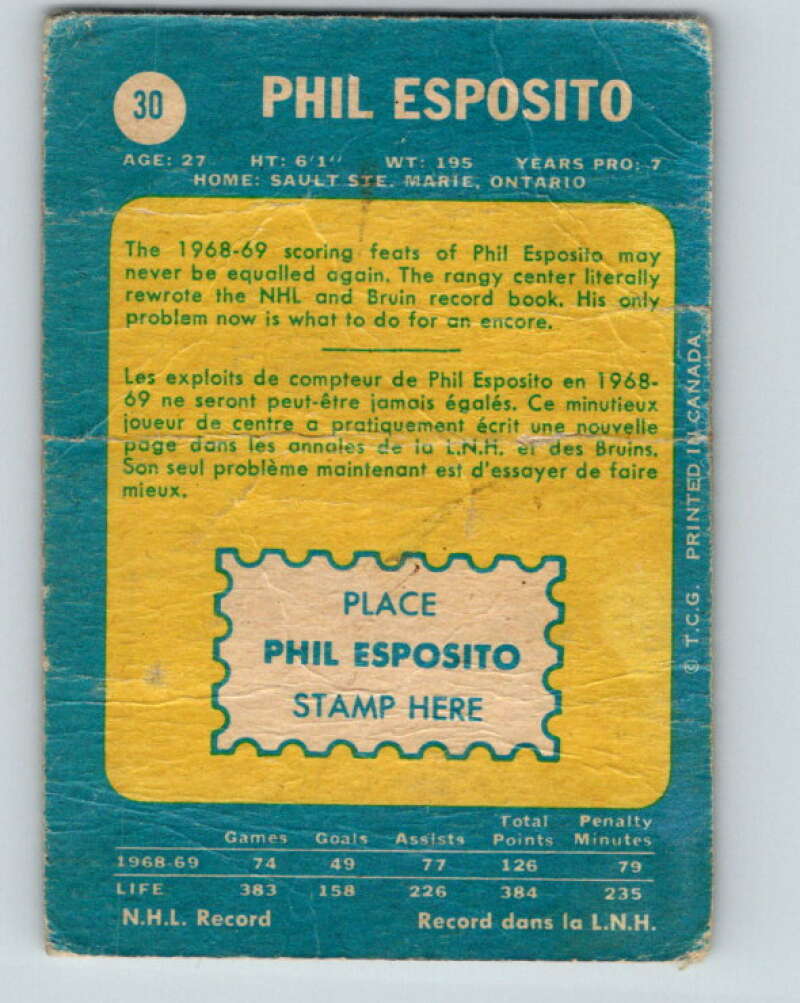 30 PHIL ESPOSITO
AGE: 27 HT: 6'1" WT: 195 YEARS PRO: 7
HOME: SAULT STE. MARIE, ONTARIO
The 1968-69 scoring feats of Phil Esposito may
never be equalled again. The rangy center literally
rewrote the NHL and Bruin record book. His only
problem now is what to do for an encore.
Les exploits de compteur de Phil Esposito en 1968-
69 ne seront peut-être jamais égalés. Ce minutieux
joueur de centre a pratiquement écrit une nouvelle
page dans les annales de la L.N.H. et des Bruins.
Son seul problème maintenant est d'essayer de faire
mieux.
PLACE
PHIL ESPOSITO
STAMP HERE
© T.C.G. PRINTED IN CANADA
Total Penalty
Games Goals Assists Points Minutes
1968-69 74 49 77 126 79
LIFE 383 158 226 384 235
N.H.L. Record Record dans la L.N.H.